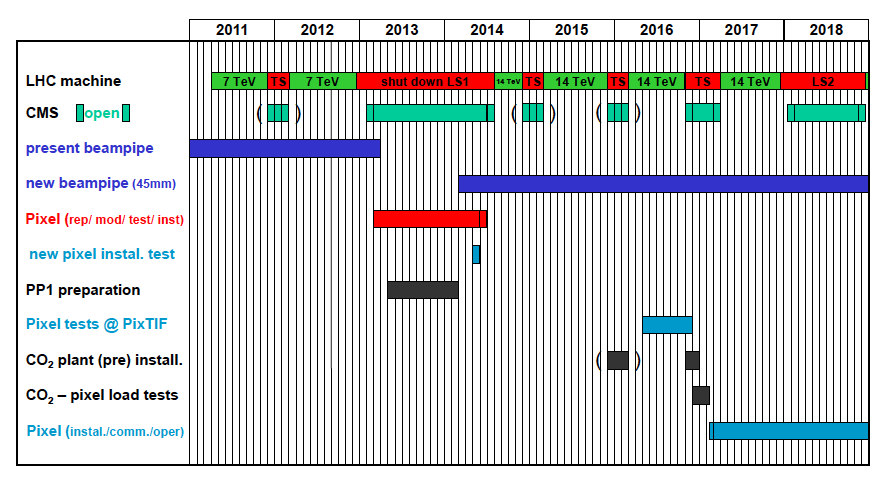 2011 2012 2013 2014 2015 2016 2017 2018
LHC machine 7 TeV TS 7 TeV shut down LS1 14 TeV TS 14 TeV TS 14 TeV TS 14 TeV LS2
CMS [open] ( ) ( ) ( )
present beampipe
new beampipe (45mm)
Pixel (rep/ mod/ test/ inst)
new pixel instal. test
PP1 preparation
Pixel tests @ PixTIF
CO₂ plant (pre) install. ( )
CO₂ – pixel load tests
Pixel (instal./comm./oper)